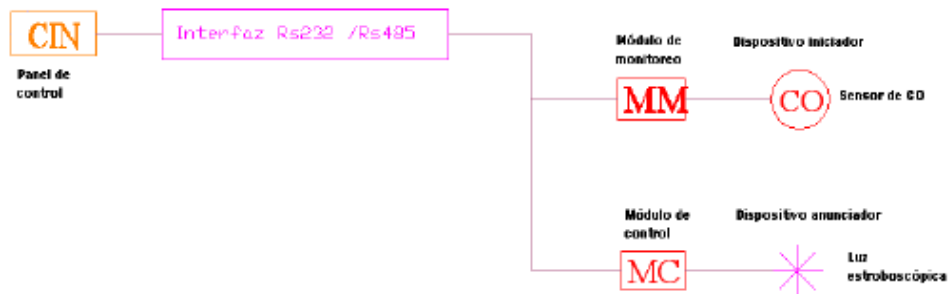 CIN
Interfaz Rs232 /Rs485
Panel de
control
Módulo de
monitoreo
Dispositivo iniciador
MM
CO
Sensor de CO
Módulo de
control
Dispositivo anunciador
MC
Luz
estroboscópica